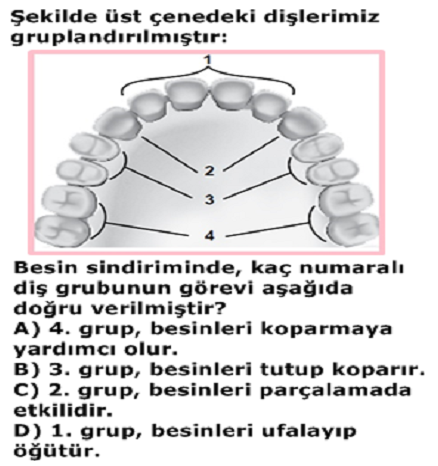 Şekilde üst çenedeki dişlerimiz
gruplandırılmıştır:
1
2
3
4
Besin sindiriminde, kaç numaralı
diş grubunun görevi aşağıda
doğru verilmiştir?
A) 4. grup, besinleri koparmaya
yardımcı olur.
B) 3. grup, besinleri tutup koparır.
C) 2. grup, besinleri parçalamada
etkilidir.
D) 1. grup, besinleri ufalayıp
öğütür.